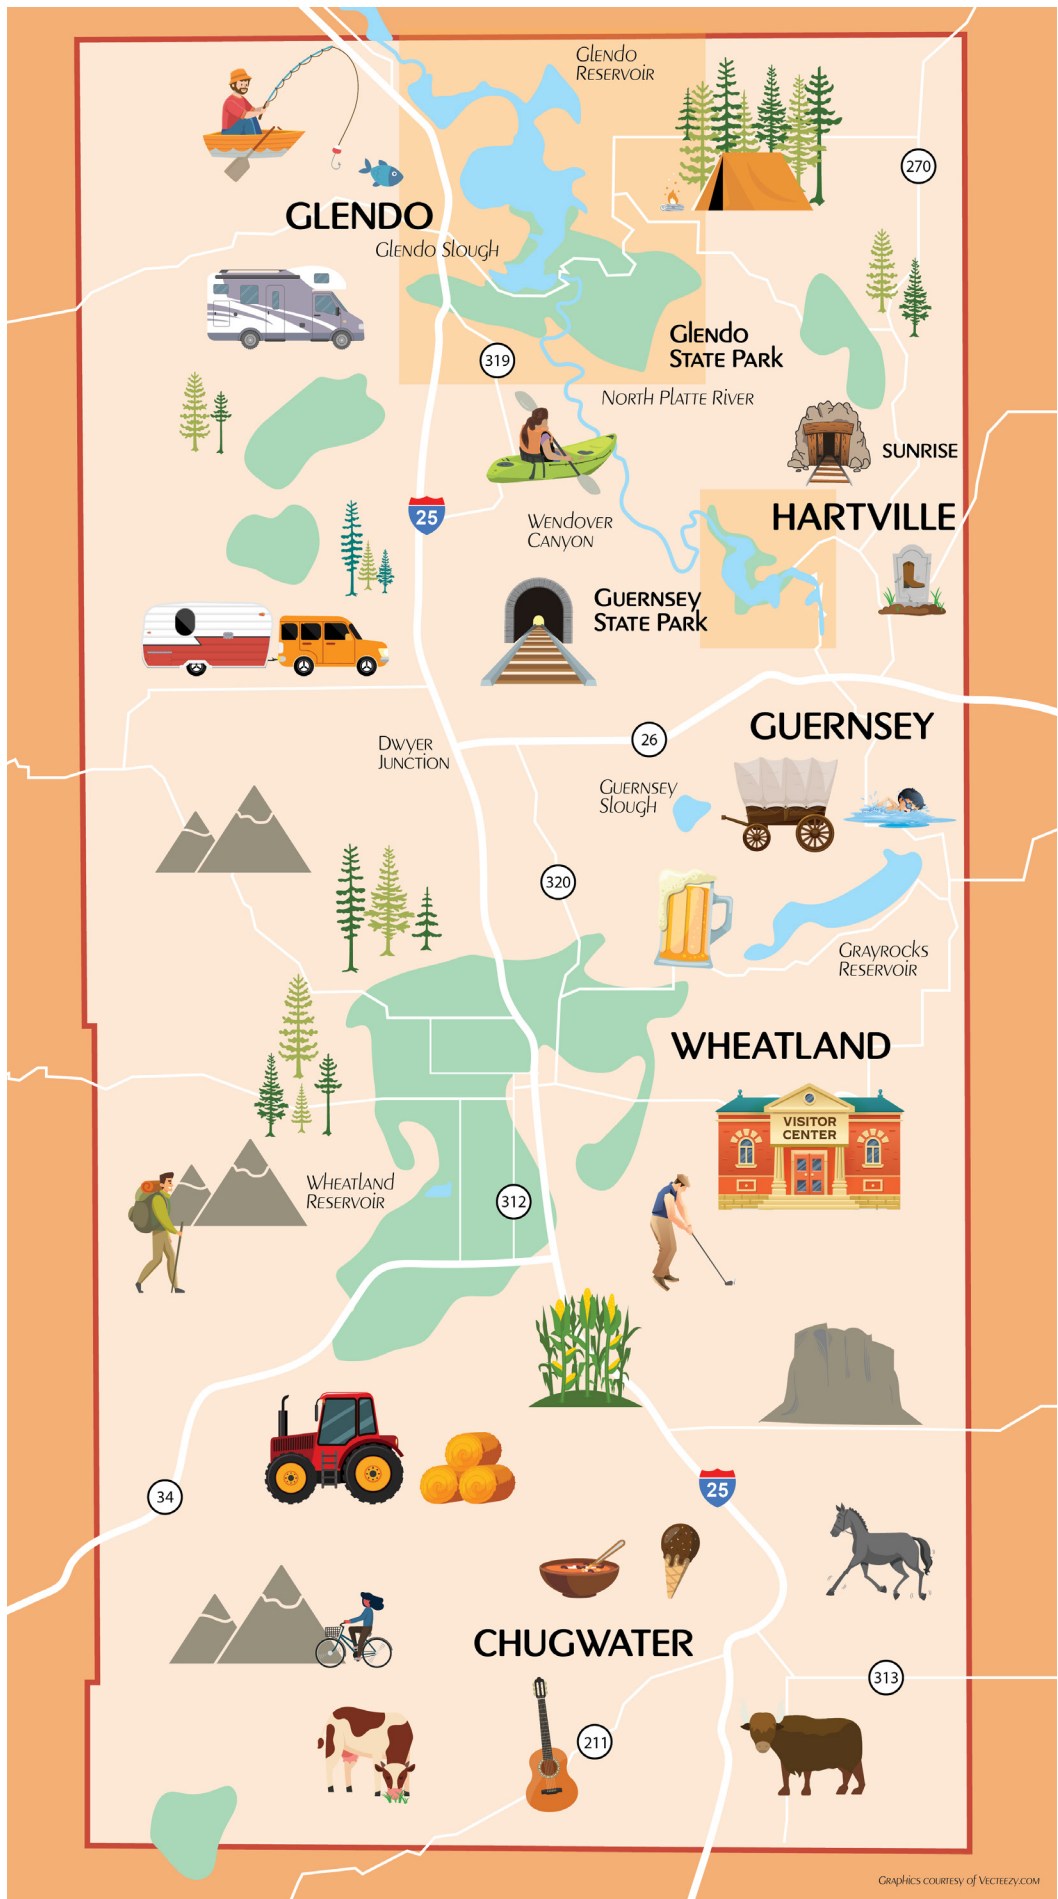 Glendo
Reservoir
270
GLENDO
Glendo Slough
Glendo
State Park
319
North Platte River
SUNRISE
HARTVILLE
25
Wendover
Canyon
Guernsey
State Park
GUERNSEY
26
Dwyer
Junction
Guernsey
Slough
320
Grayrocks
Reservoir
WHEATLAND
VISITOR
CENTER
Wheatland
Reservoir
312
34
25
CHUGWATER
313
211
Graphics courtesy of Vecteezy.com